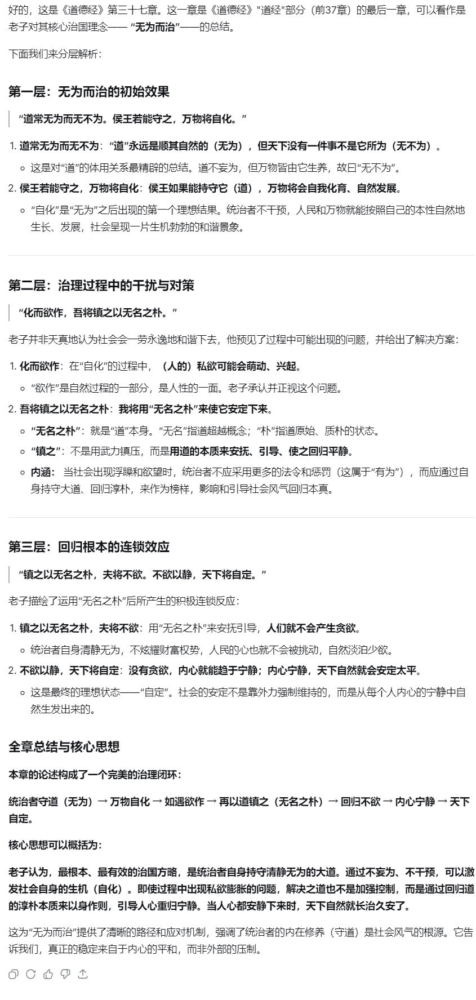 好的，这是《道德经》第三十七章。这一章是《道德经》"道经"部分（前37章）的最后一章，可以看作是
老子对其核心治国理念—— “无为而治”——的总结。
下面我们来分层解析：
第一层：无为而治的初始效果
“道常无为而无不为。侯王若能守之，万物将自化。”
1. 道常无为而无不为：“道”永远是顺其自然的（无为），但天下没有一件事不是它所为（无不为）。
这是对“道”的体用关系最精辟的总结。道不妄为，但万物皆由它生养，故曰“无不为”。
2. 侯王若能守之，万物将自化：侯王如果能持守它（道），万物将会自我化育、自然发展。
“自化”是“无为”之后出现的第一个理想结果。统治者不干预，人民和万物就能按照自己的本性自然地
生长、发展，社会呈现一片生机勃勃的和谐景象。
第二层：治理过程中的干扰与对策
“化而欲作，吾将镇之以无名之朴。”
老子并非天真地认为社会会一劳永逸地和谐下去，他预见了过程中可能出现的问题，并给出了解决方案：
1. 化而欲作：在“自化”的过程中，（人的）私欲可能会萌动、兴起。
“欲作”是自然过程的一部分，是人性的一面。老子承认并正视这个问题。
2. 吾将镇之以无名之朴：我将用“无名之朴”来使它安定下来。
“无名之朴”：就是“道”本身。“无名”指道超越概念；“朴”指道原始、质朴的状态。
“镇之”：不是用武力镇压，而是用道的本质来安抚、引导、使之回归平静。
内涵： 当社会出现浮躁和欲望时，统治者不应采用更多的法令和惩罚（这属于“有为”），而应通过自
身持守大道、回归淳朴，来作为榜样，影响和引导社会风气回归本真。
第三层：回归根本的连锁效应
“镇之以无名之朴，夫将不欲。不欲以静，天下将自定。”
老子描绘了运用“无名之朴”后所产生的积极连锁反应：
1. 镇之以无名之朴，夫将不欲：用“无名之朴”来安抚引导，人们就不会产生贪欲。
统治者自身清静无为，不炫耀财富权势，人民的心也就不会被挑动，自然淡泊少欲。
2. 不欲以静，天下将自定：没有贪欲，内心就能趋于宁静；内心宁静，天下自然就会安定太平。
这是最终的理想状态——“自定”。社会的安定不是靠外力强制维持的，而是从每个人内心的宁静中自
然生发出来的。
全章总结与核心思想
本章的论述构成了一个完美的治理闭环：
统治者守道（无为）→ 万物自化 → 如遇欲作 → 再以道镇之（无名之朴）→ 回归不欲 → 内心宁静 → 天下
自定。
核心思想可以概括为：
老子认为，最根本、最有效的治国方略，是统治者自身持守清静无为的大道。通过不妄为、不干预，可以激
发社会自身的生机（自化）。即使过程中出现私欲膨胀的问题，解决之道也不是加强控制，而是通过回归道
的淳朴本质来以身作则，引导人心重归宁静。当人心都安静下来时，天下自然就长治久安了。
这为“无为而治”提供了清晰的路径和应对机制，强调了统治者的内在修养（守道）是社会风气的根源。它告
诉我们，真正的稳定来自于内心的平和，而非外部的压制。